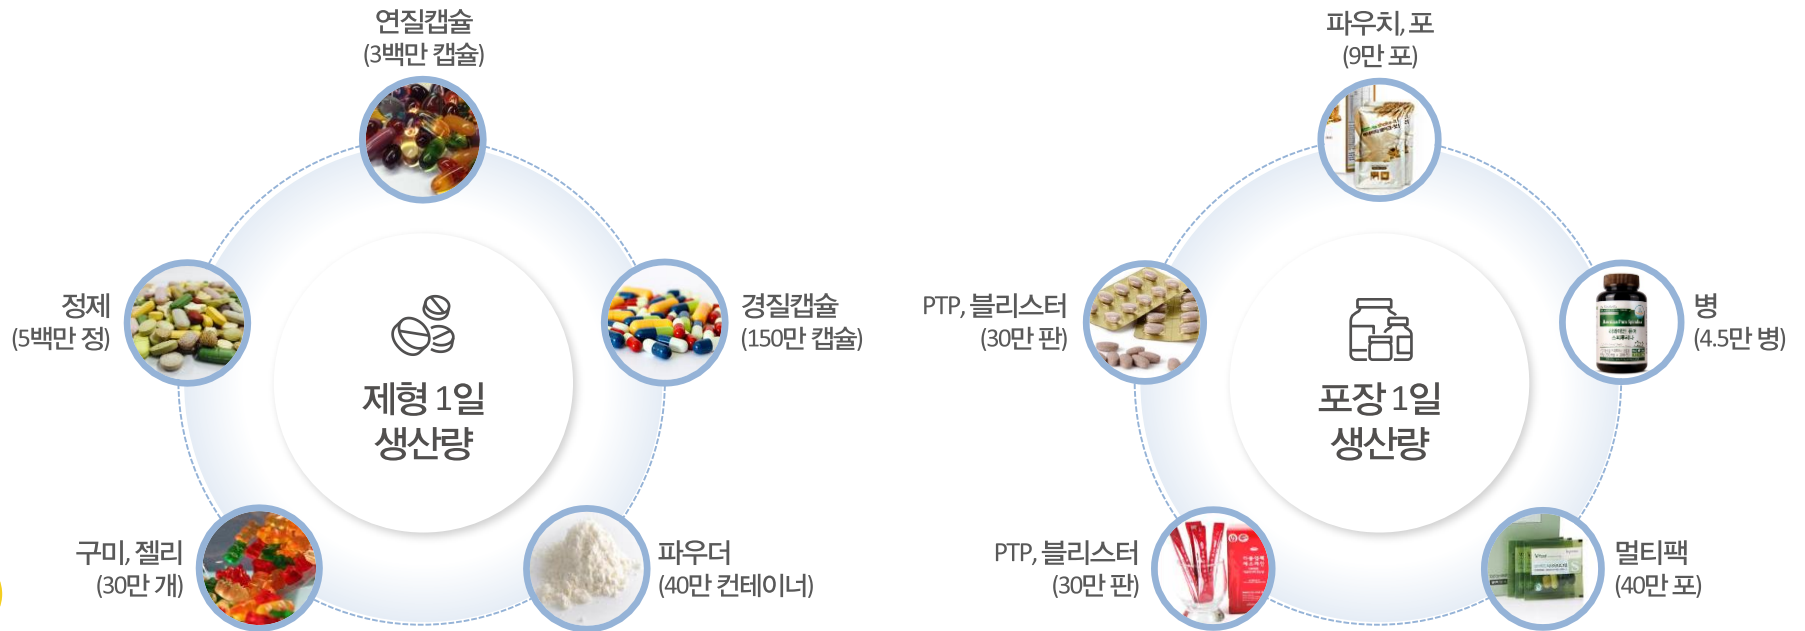 연질캡슐
(3백만 캡슐)
정제
(5백만 정)
경질캡슐
(150만 캡슐)
제형 1일
생산량
구미, 젤리
(30만 개)
파우더
(40만 컨테이너)
파우치, 포
(9만 포)
PTP, 블리스터
(30만 판)
병
(4.5만 병)
포장 1일
생산량
PTP, 블리스터
(30만 판)
멀티팩
(40만 포)